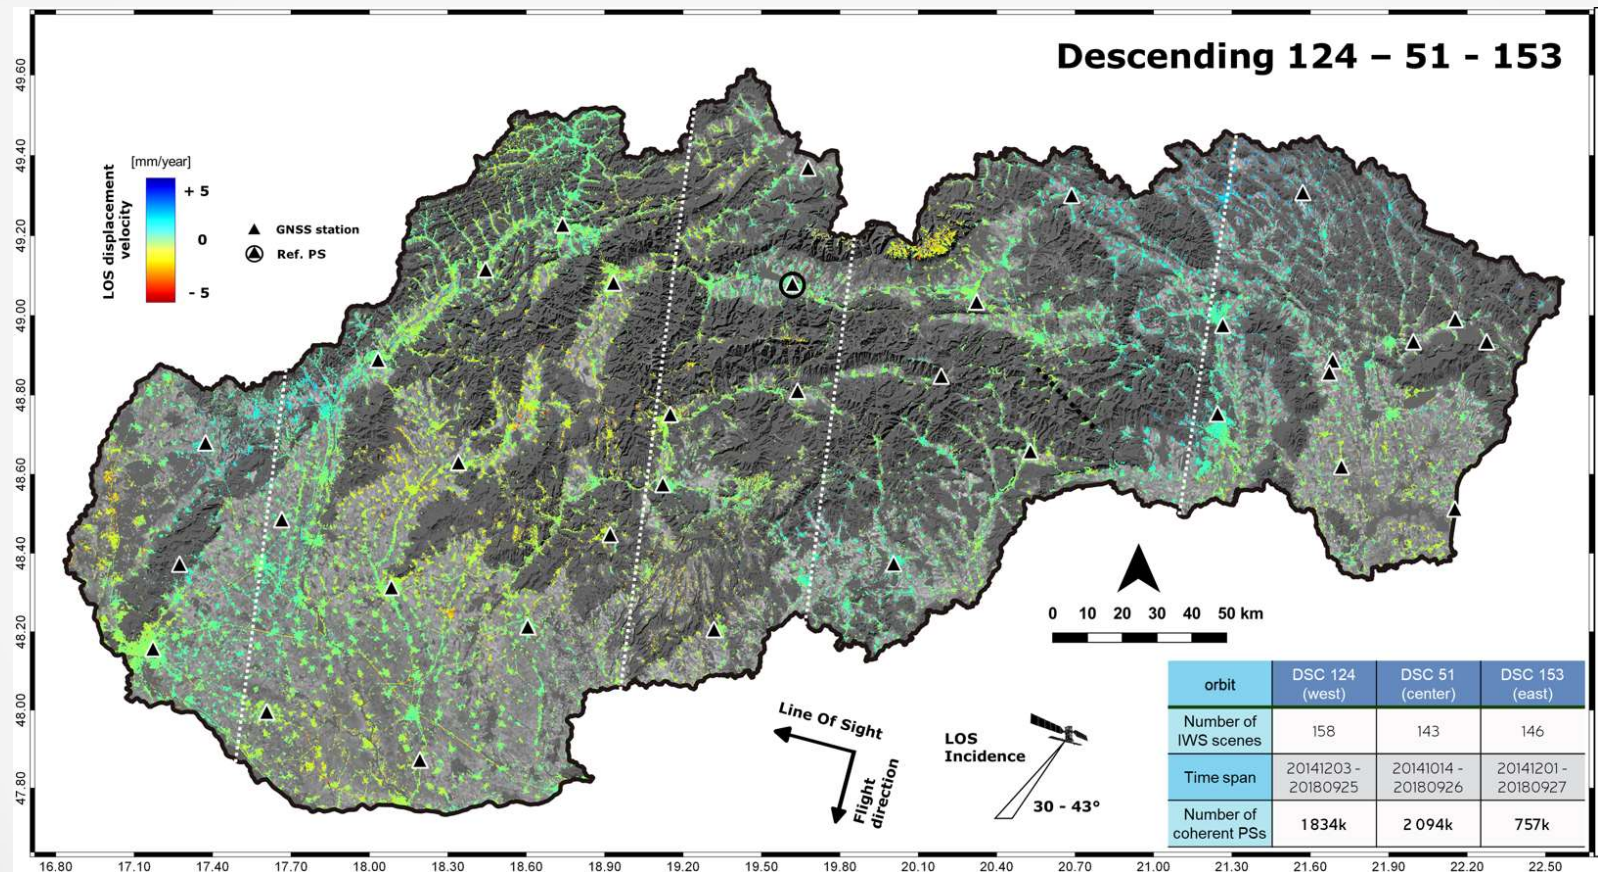 Descending 124 – 51 - 153
49.60
49.40
49.20
49.00
48.80
48.60
48.40
48.20
48.00
47.80
LOS displacement
velocity
[mm/year]
+ 5
0
- 5
GNSS station
Ref. PS
0 10 20 30 40 50 km
Line Of Sight
Flight
direction
LOS
Incidence
30 - 43°
orbit
DSC 124
(west)
DSC 51
(center)
DSC 153
(east)
Number of
IWS scenes
158
143
146
Time span
20141203 -
20180925
20141014 -
20180926
20141201 -
20180927
Number of
coherent PSs
1 834k
2 094k
757k
16.80 17.10 17.40 17.70 18.00 18.30 18.60 18.90 19.20 19.50 19.80 20.10 20.40 20.70 21.00 21.30 21.60 21.90 22.20 22.50